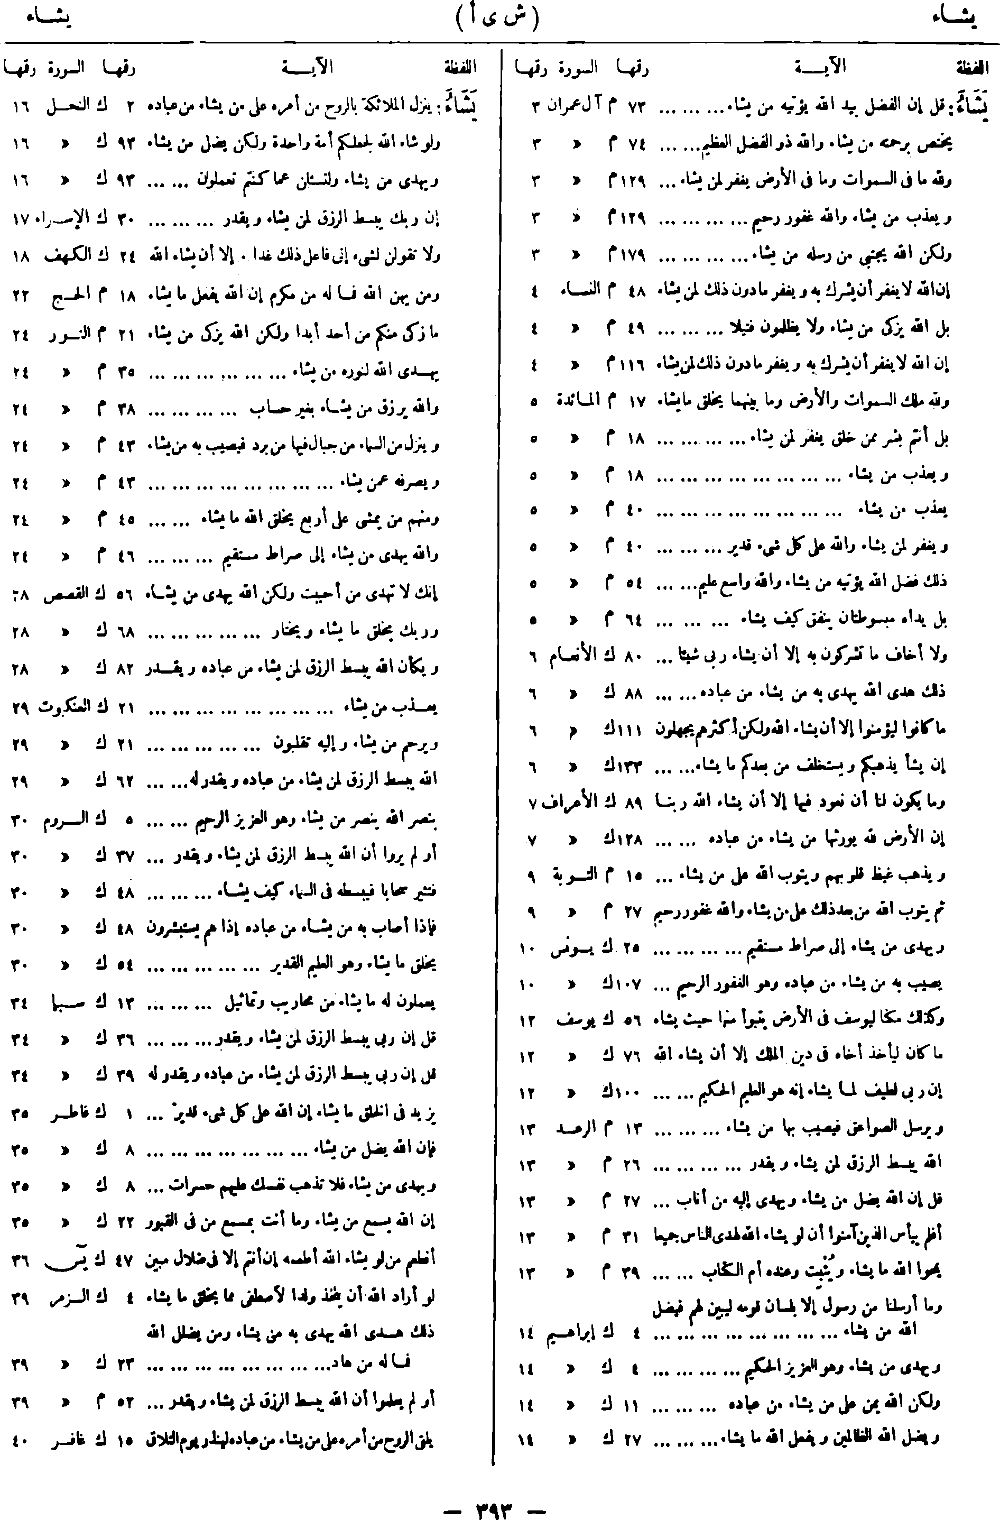 يشاء (ش ى أ) يشاء
اللفظة الآيـــة رقها السورة رقها
يَشَاءُ: قل إن الفضل بيد الله يؤتيه من يشاء... ... ... ٧٣ م آل عمران ٣
يختص برحمته من يشاء والله ذو الفضل العظيم... ... ٧٤ م « ٣
ولله ما فى السموات وما فى الأرض يغفر لمن يشاء... ١٢٩ م « ٣
ويعذب من يشاء والله غفور رحيم... ... ... ... ١٢٩ م « ٣
ولكن الله يجتبي من رسله من يشاء... ... ... ... ١٧٩ م « ٣
إن الله لا يغفر أن يشرك به ويغفر ما دون ذلك لمن يشاء ٤٨ م النساء ٤
بل الله يزكى من يشاء ولا يظلمون فتيلا ... ... ... ٤٩ م « ٤
إن الله لا يغفر أن يشرك به ويغفر ما دون ذلك لمن يشاء ١١٦ م « ٤
ولله ملك السموات والأرض وما بينهما يخلق ما يشاء ١٧ م المائدة ٥
بل أنتم بشر ممن خلق يغفر لمن يشاء... ... ... ... ١٨ م « ٥
ويعذب من يشاء ... ... ... ... ... ... ... ١٨ م « ٥
يعذب من يشاء ... ... ... ... ... ... ... ٤٠ م « ٥
ويغفر لمن يشاء والله على كل شىء قدير ... ... ... ٤٠ م « ٥
ذلك فضل الله يؤتيه من يشاء والله واسع عليم... ... ٥٤ م « ٥
بل يداه مبسوطتان ينفق كيف يشاء ... ... ... ٦٤ م « ٥
ولا أخاف ما تشركون به إلا أن يشاء ربى شيئا ... ٨٠ ك الأنعام ٦
ذلك هدى الله يهدى به من يشاء من عباده ... ... ٨٨ ك « ٦
ما كانوا ليؤمنوا إلا أن يشاء الله ولكن أكثرهم يجهلون ١١١ ك « ٦
إن يشأ يذهبكم ويستخلف من بعدكم ما يشاء... ... ١٣٣ ك « ٦
وما يكون لنا أن نعود فيها إلا أن يشاء الله ربنا ٨٩ ك الأعراف ٧
إن الأرض لله يورثها من يشاء من عباده ... ... ١٢٨ ك « ٧
ويذهب غيظ قلوبهم ويتوب الله على من يشاء ... ١٥ م التوبة ٩
ثم يتوب الله من بعد ذلك على من يشاء والله غفور رحيم ٢٧ م « ٩
ويهدى من يشاء إلى صراط مستقيم... ... ... ... ٢٥ ك يونس ١٠
يصيب به من يشاء من عباده وهو الغفور الرحيم ... ١٠٧ ك « ١٠
وكذلك مكنا ليوسف فى الأرض يتبوأ منها حيث يشاء ٥٦ ك يوسف ١٢
ما كان ليأخذ أخاه فى دين الملك إلا أن يشاء الله ٧٦ ك « ١٢
إن ربى لطيف لما يشاء إنه هو العليم الحكيم ... ... ١٠٠ ك « ١٢
ويرسل الصواعق فيصيب بها من يشاء ... ... ... ١٣ م الرعد ١٣
الله يبسط الرزق لمن يشاء ويقدر ... ... ... ... ٢٦ م « ١٣
قل إن الله يضل من يشاء ويهدى إليه من أناب ... ٢٧ م « ١٣
أفلم ييأس الذين آمنوا أن لو يشاء الله لهدى الناس جميعا ٣١ م « ١٣
يمحوا الله ما يشاء ويُثْبِت وعنده أم الكتاب ... ... ٣٩ م « ١٣
وما أرسلنا من رسول إلا بلسان قومه ليبين لهم فيضل
الله من يشاء ... ... ... ... ... ... ... ٤ ك إبراهيم ١٤
ويهدى من يشاء وهو العزيز الحكيم ... ... ... ... ٤ ك « ١٤
ولكن الله يمن على من يشاء من عباده ... ... ... ١١ ك « ١٤
ويضل الله الظالمين ويفعل الله ما يشاء ... ... ... ٢٧ ك « ١٤
اللفظة الآيـــة رقها السورة رقها
يَشَاءُ: ينزل الملائكة بالروح من أمره على من يشاء من عباده ٢ ك النحل ١٦
ولو شاء الله لجعلكم أمة واحدة ولكن يضل من يشاء ٩٣ ك « ١٦
ويهدى من يشاء ولتسئلن عما كنتم تعملون ... ... ٩٣ ك « ١٦
إن ربك يبسط الرزق لمن يشاء ويقدر ... ... ... ٣٠ ك الإسراء ١٧
ولا تقولن لشىء إنى فاعل ذلك غدا . إلا أن يشاء الله ٢٤ ك الكهف ١٨
ومن يهن الله فما له من مكرم إن الله يفعل ما يشاء ١٨ م الحج ٢٢
ما زكى منكم من أحد أبدا ولكن الله يزكى من يشاء ٢١ م النور ٢٤
يهدى الله لنوره من يشاء ... ... ... ... ... ... ٣٥ م « ٢٤
والله يرزق من يشاء بغير حساب ... ... ... ... ٣٨ م « ٢٤
وينزل من السماء من جبال فيها من برد فيصيب به من يشاء ٤٣ م « ٢٤
ويصرفه عمن يشاء ... ... ... ... ... ... ... ٤٣ م « ٢٤
ومنهم من يمشى على أربع يخلق الله ما يشاء ... ... ٤٥ م « ٢٤
والله يهدى من يشاء إلى صراط مستقيم ... ... ... ٤٦ م « ٢٤
إنك لا تهدى من أحببت ولكن الله يهدى من يشاء ٥٦ ك القصص ٢٨
وربك يخلق ما يشاء ويختار ... ... ... ... ... ٦٨ ك « ٢٨
ويكأن الله يبسط الرزق لمن يشاء من عباده ويقدر ٨٢ ك « ٢٨
يعذب من يشاء ... ... ... ... ... ... ... ٢١ ك العنكبوت ٢٩
ويرحم من يشاء وإليه تقلبون ... ... ... ... ... ٢١ ك « ٢٩
الله يبسط الرزق لمن يشاء من عباده ويقدر له... ... ٦٢ ك « ٢٩
بنصر الله ينصر من يشاء وهو العزيز الرحيم ... ... ٥ ك الروم ٣٠
أو لم يروا أن الله يبسط الرزق لمن يشاء ويقدر ... ٣٧ ك « ٣٠
فتثير سحابا فيبسطه فى السماء كيف يشاء ... ... ٤٨ ك « ٣٠
فإذا أصاب به من يشاء من عباده إذا هم يستبشرون ٤٨ ك « ٣٠
يخلق ما يشاء وهو العليم القدير ... ... ... ... ... ٥٤ ك « ٣٠
يعملون له ما يشاء من محاريب وتماثيل ... ... ... ١٣ ك سبا ٣٤
قل إن ربى يبسط الرزق لمن يشاء ويقدر... ... ... ٣٦ ك « ٣٤
قل إن ربى يبسط الرزق لمن يشاء من عباده ويقدر له ٣٩ ك « ٣٤
يزيد فى الخلق ما يشاء إن الله على كل شىء قدير ... ١ ك فاطر ٣٥
فإن الله يضل من يشاء ... ... ... ... ... ... ٨ ك « ٣٥
ويهدى من يشاء فلا تذهب نفسك عليهم حسرات ... ٨ ك « ٣٥
إن الله يسمع من يشاء وما أنت بمسمع من فى القبور ٢٢ ك « ٣٥
أنطعم من لو يشاء الله أطعمه إن أنتم إلا فى ضلال مبين ٤٧ ك يس ٣٦
لو أراد الله أن يتخذ ولدا لاصطفى مما يخلق ما يشاء ٤ ك الزمر ٣٩
ذلك هدى الله يهدى به من يشاء ومن يضلل الله
فما له من هاد... ... ... ... ... ... ... ... ٢٣ ك « ٣٩
أو لم يعلموا أن الله يبسط الرزق لمن يشاء ويقدر... ٥٢ م « ٣٩
يلقى الروح من أمره على من يشاء من عباده لينذر يوم التلاق ١٥ ك غافر ٤٠
— ٣٩٣ —